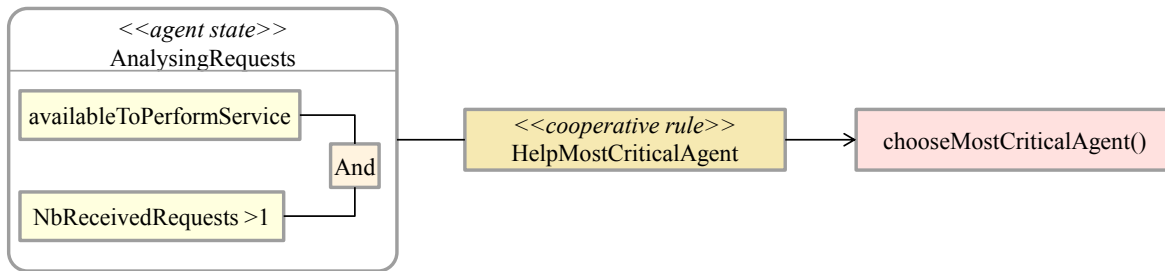 <<agent state>>
AnalysingRequests
availableToPerformService
And
NbReceivedRequests >1
<<cooperative rule>>
HelpMostCriticalAgent
chooseMostCriticalAgent()